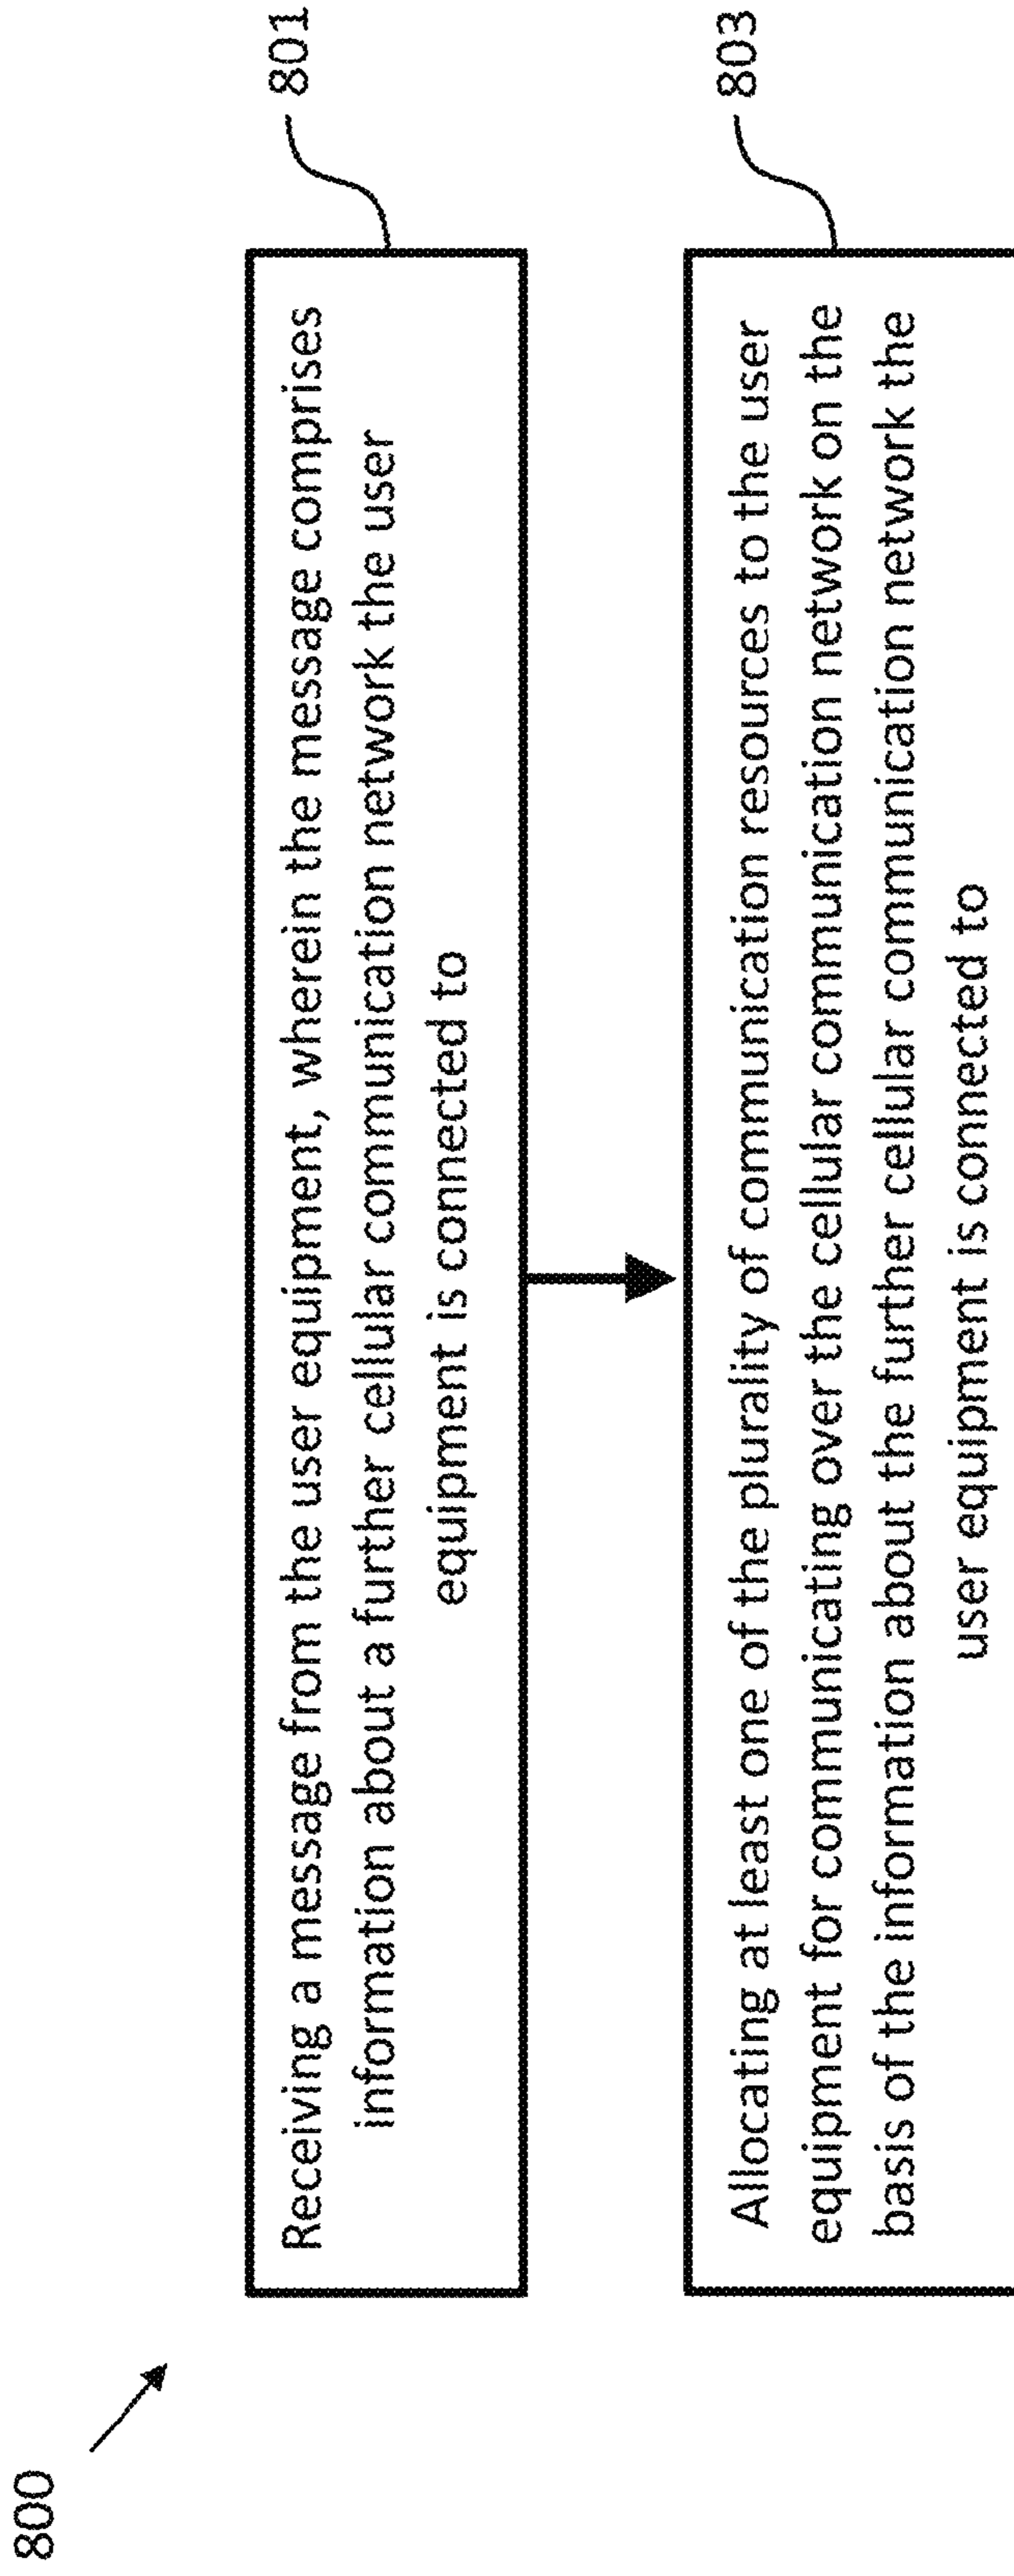 800
Receiving a message from the user equipment, wherein the message comprises
information about a further cellular communication network the user
equipment is connected to
801
Allocating at least one of the plurality of communication resources to the user
equipment for communicating over the cellular communication network on the
basis of the information about the further cellular communication network the
user equipment is connected to
803